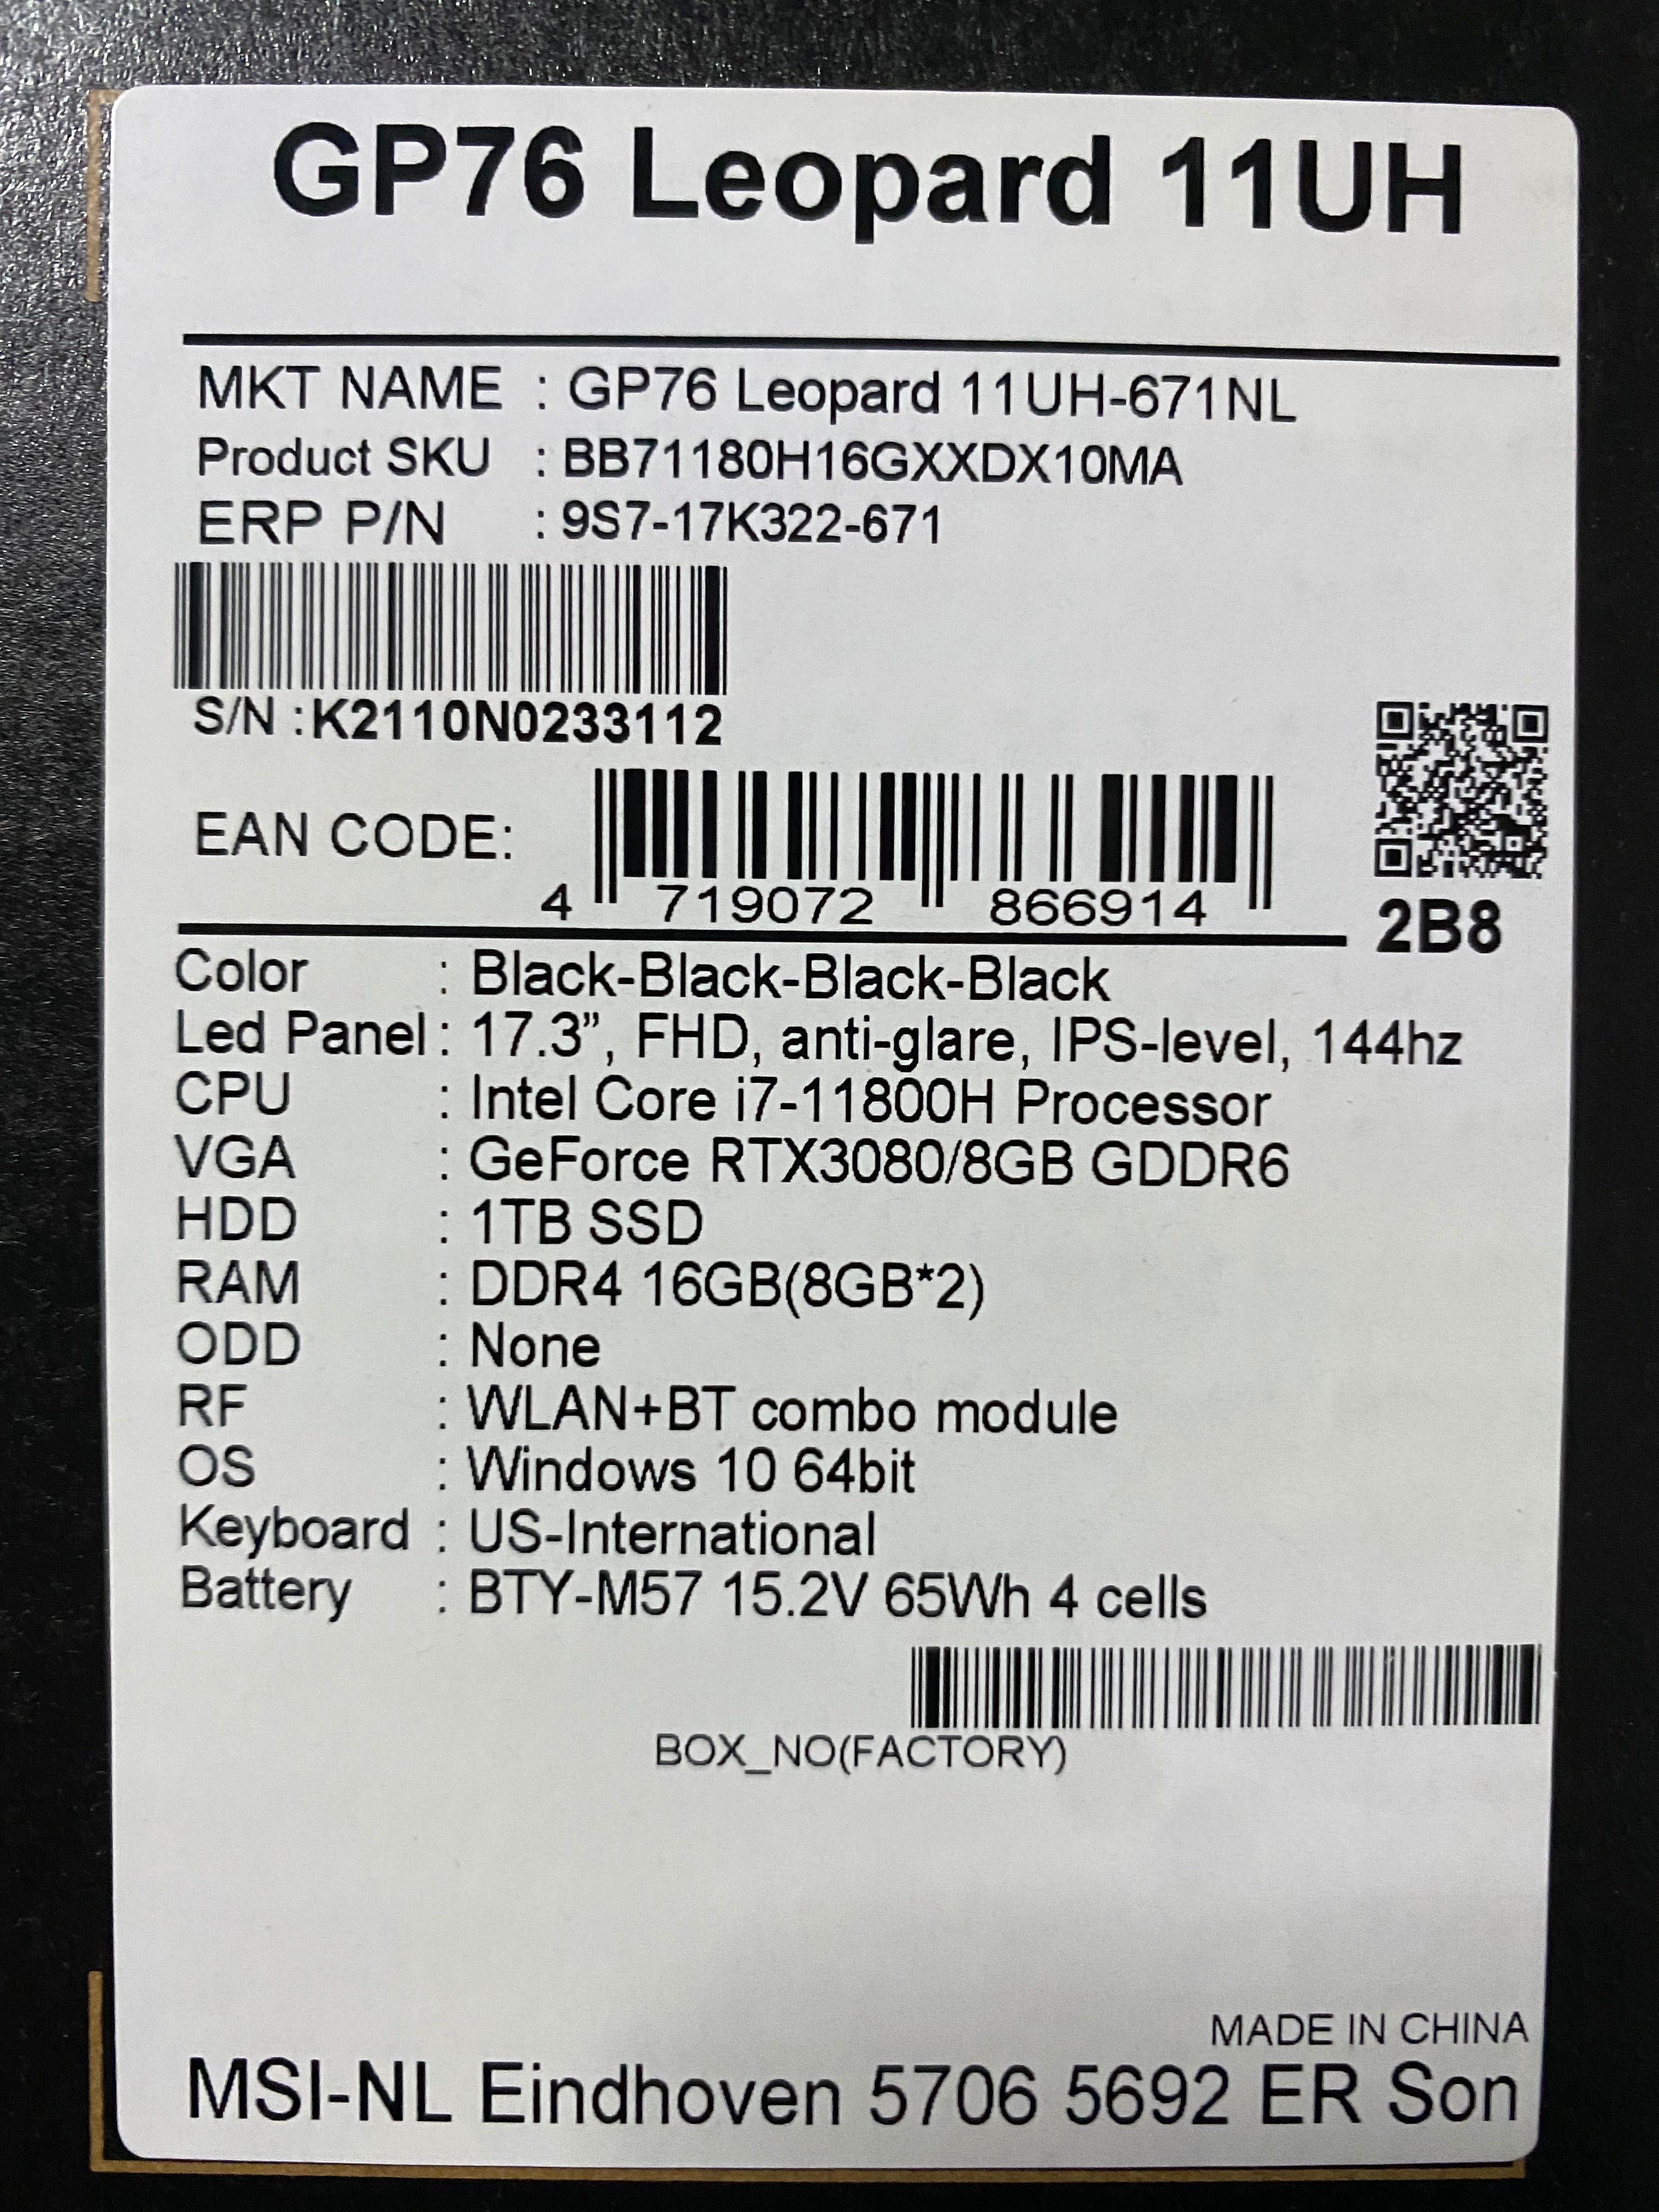 GP76 Leopard 11UH
MKT NAME : GP76 Leopard 11UH-671NL
Product SKU : BB71180H16GXXDX10MA
ERP P/N : 9S7-17K322-671
S/N :K2110N0233112
EAN CODE:
4 719072 866914
2B8
Color : Black-Black-Black-Black
Led Panel : 17.3”, FHD, anti-glare, IPS-level, 144hz
CPU : Intel Core i7-11800H Processor
VGA : GeForce RTX3080/8GB GDDR6
HDD : 1TB SSD
RAM : DDR4 16GB(8GB*2)
ODD : None
RF : WLAN+BT combo module
OS : Windows 10 64bit
Keyboard : US-International
Battery : BTY-M57 15.2V 65Wh 4 cells
BOX_NO(FACTORY)
MADE IN CHINA
MSI-NL Eindhoven 5706 5692 ER Son